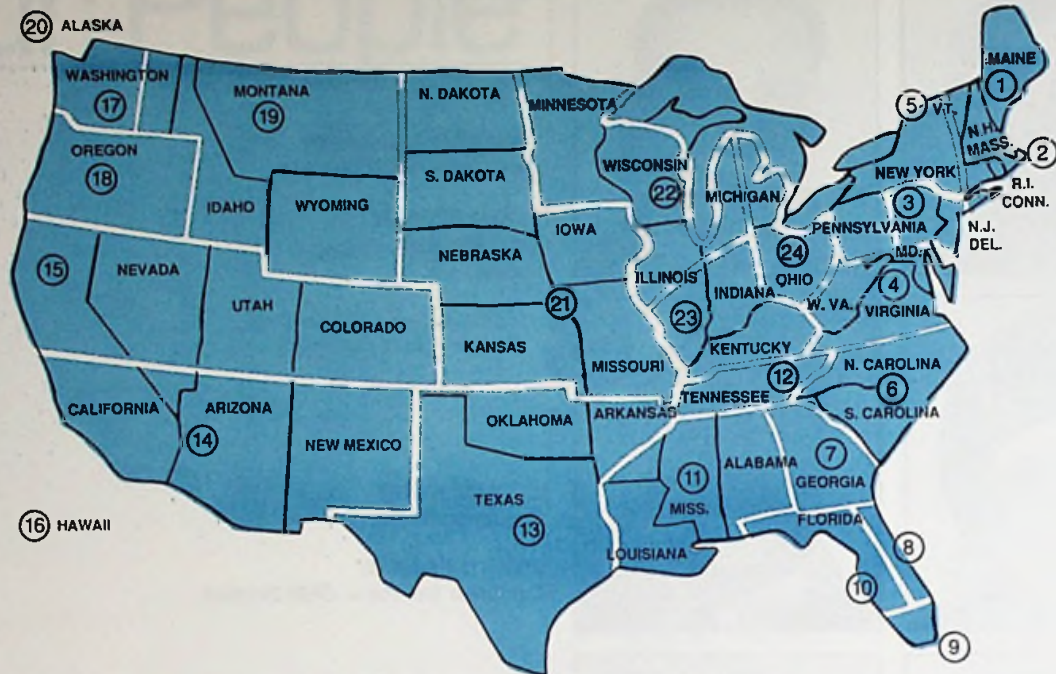 20 ALASKA
MAINE
1
WASHINGTON
17
MONTANA
19
N. DAKOTA
MINNESOTA
5 V.T.
N.H.
MASS.
2
OREGON
18
S. DAKOTA
WISCONSIN
22
MICHIGAN
NEW YORK
R.I.
CONN.
IDAHO
WYOMING
3
PENNSYLVANIA
N.J.
DEL.
IOWA
NEBRASKA
24
OHIO
MD.
15
NEVADA
UTAH
ILLINOIS
INDIANA
4
W. VA.
VIRGINIA
COLORADO
21
KANSAS
23
MISSOURI
KENTUCKY
N. CAROLINA
12
TENNESSEE
6
S. CAROLINA
CALIFORNIA
ARIZONA
14
NEW MEXICO
OKLAHOMA
ARKANSAS
7
GEORGIA
ALABAMA
11
MISS.
TEXAS
13
16 HAWAII
LOUISIANA
FLORIDA
8
10
9